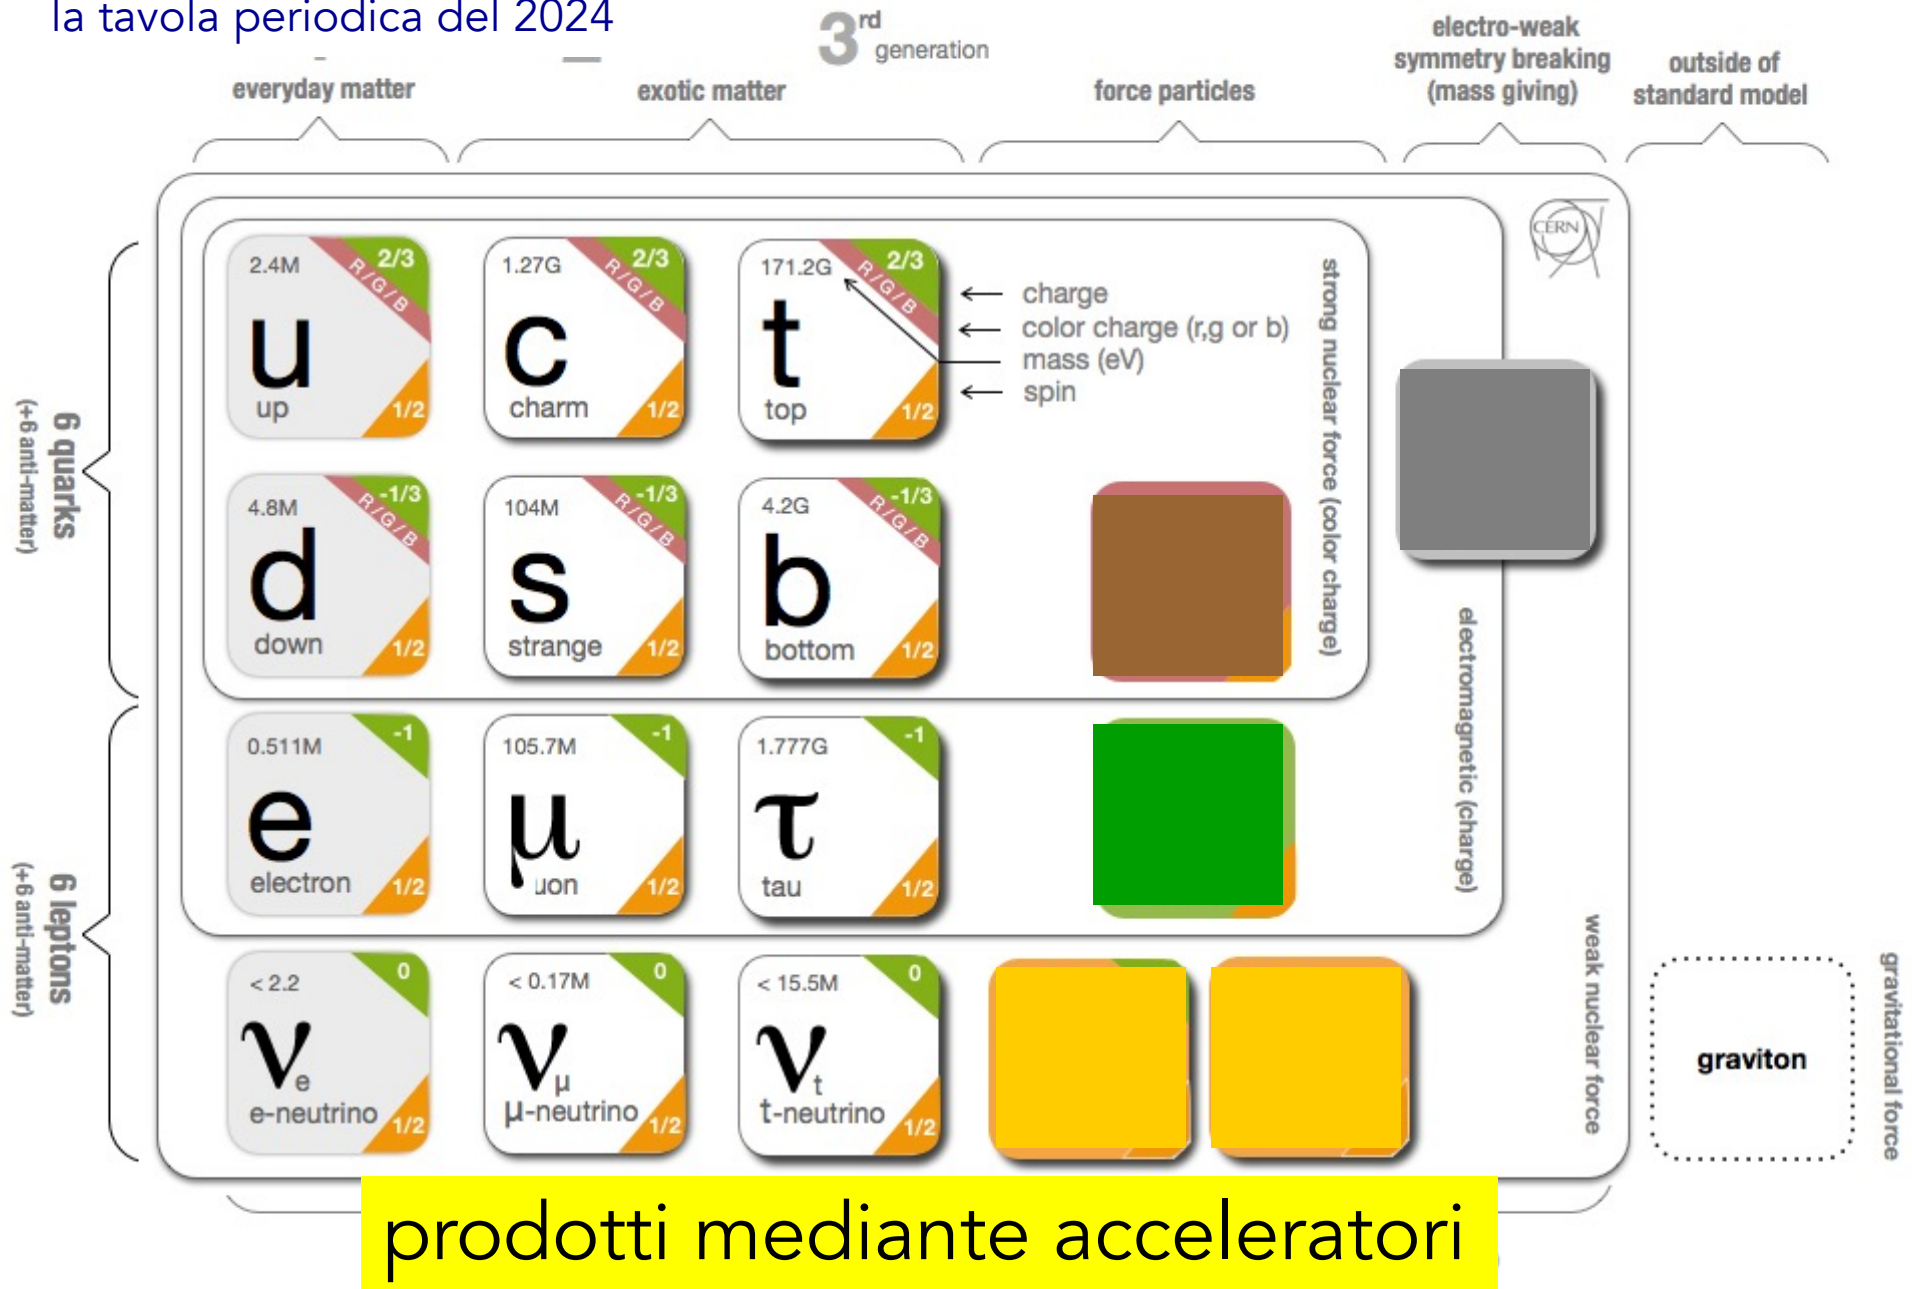 la tavola periodica del 2024
3rd generation
everyday matter
exotic matter
force particles
electro-weak
symmetry breaking
(mass giving)
outside of
standard model
CERN
6 quarks
(+6 anti-matter)
2.4M
2/3
R/G/B
u
up
1/2
1.27G
2/3
R/G/B
c
charm
1/2
171.2G
2/3
R/G/B
t
top
1/2
charge
color charge (r,g or b)
mass (eV)
spin
strong nuclear force (color charge)
4.8M
-1/3
R/G/B
d
down
1/2
104M
-1/3
R/G/B
s
strange
1/2
4.2G
-1/3
R/G/B
b
bottom
1/2
electromagnetic (charge)
6 leptons
(+6 anti-matter)
0.511M
-1
e
electron
1/2
105.7M
-1
μ
uon
1/2
1.777G
-1
τ
tau
1/2
weak nuclear force
< 2.2
0
νe
e-neutrino
1/2
< 0.17M
0
νμ
μ-neutrino
1/2
< 15.5M
0
νt
t-neutrino
1/2
graviton
gravitational force
prodotti mediante acceleratori